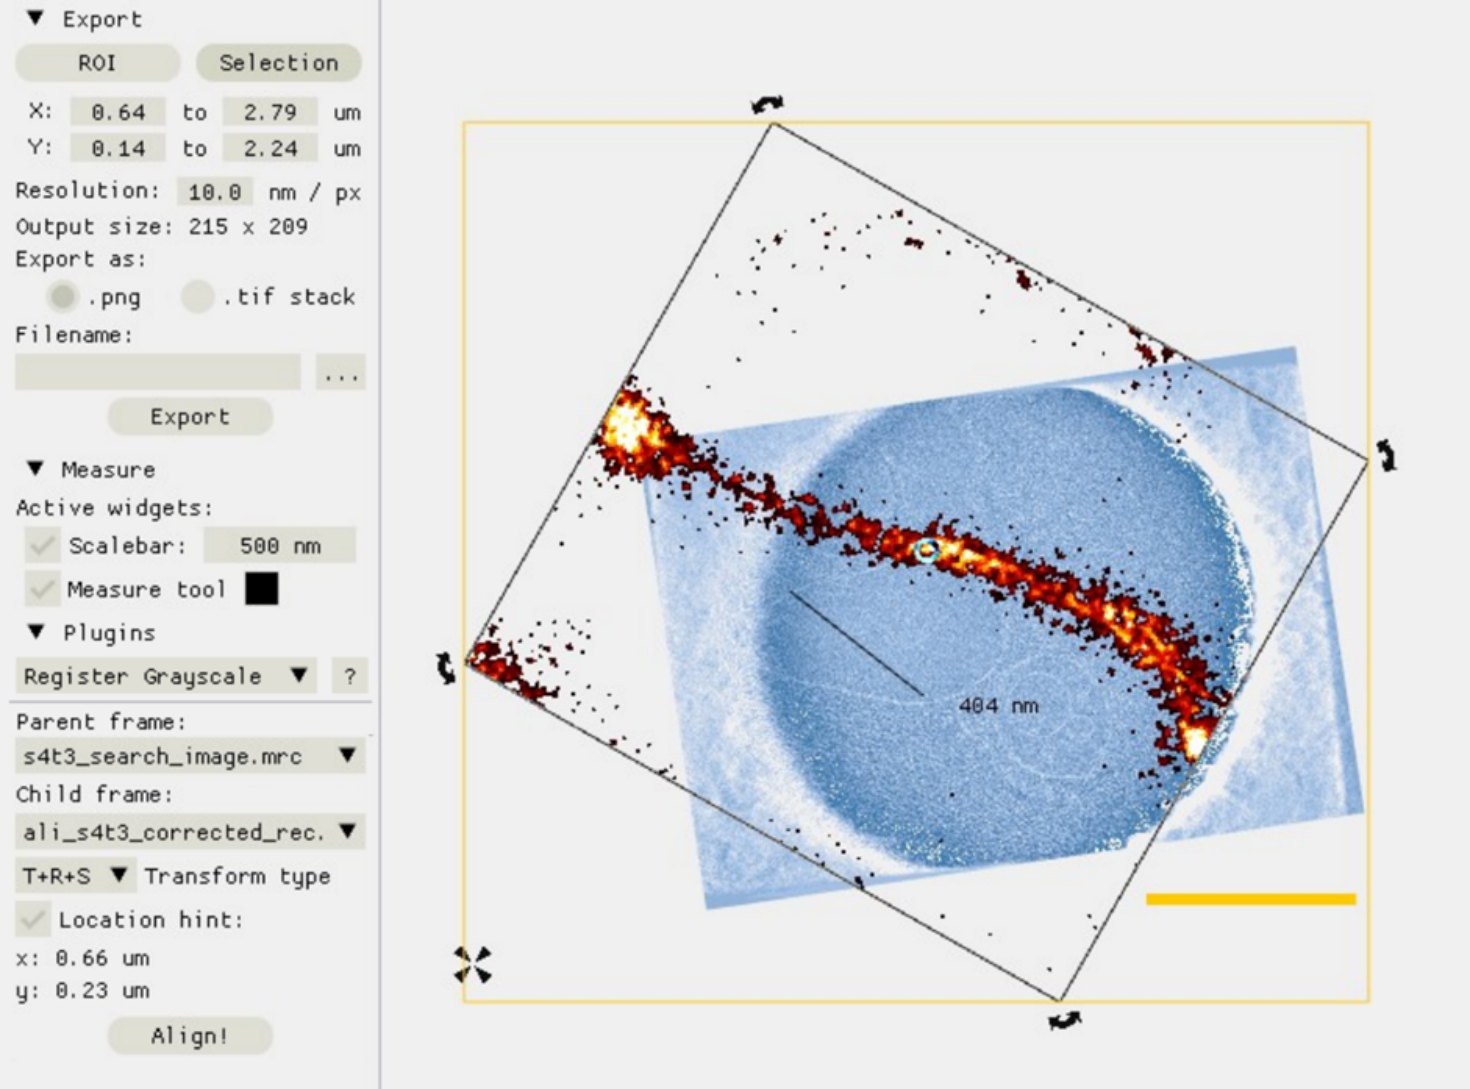 ▼ Export
ROI Selection
X: 0.64 to 2.79 um
Y: 0.14 to 2.24 um
Resolution: 10.0 nm / px
Output size: 215 x 209
Export as:
.png .tif stack
Filename:
...
Export
▼ Measure
Active widgets:
Scalebar: 500 nm
Measure tool
▼ Plugins
Register Grayscale ▼ ?
Parent frame:
s4t3_search_image.mrc ▼
Child frame:
ali_s4t3_corrected_rec. ▼
T+R+S ▼ Transform type
Location hint:
x: 0.66 um
y: 0.23 um
Align!
404 nm